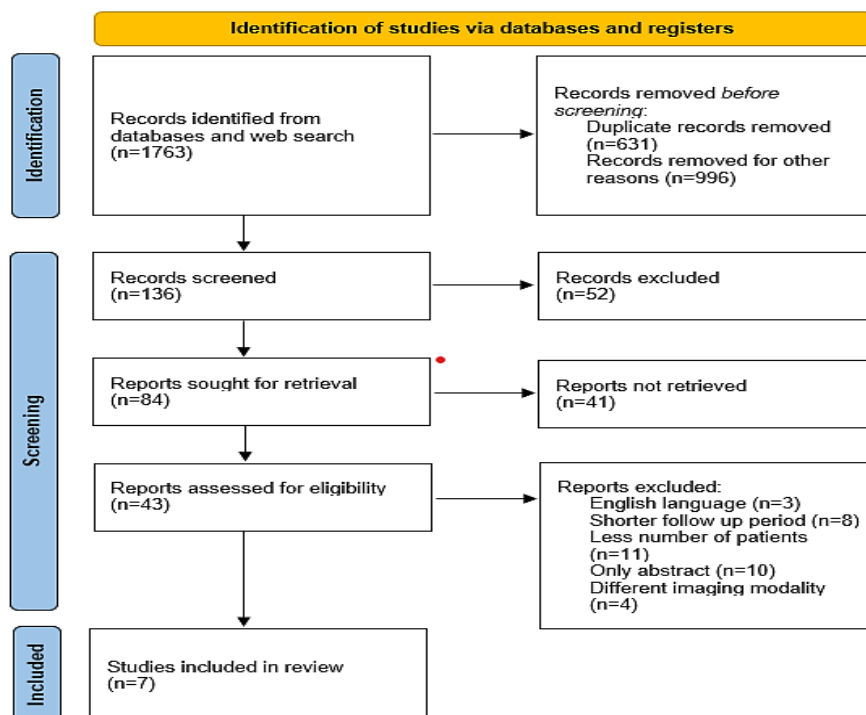 Identification of studies via databases and registers
Identification
Records identified from
databases and web search
(n=1763)
Records removed before
screening:
Duplicate records removed
(n=631)
Records removed for other
reasons (n=996)
Screening
Records screened
(n=136)
Records excluded
(n=52)
Reports sought for retrieval
(n=84)
Reports not retrieved
(n=41)
Reports assessed for eligibility
(n=43)
Reports excluded:
English language (n=3)
Shorter follow up period (n=8)
Less number of patients
(n=11)
Only abstract (n=10)
Different imaging modality
(n=4)
Included
Studies included in review
(n=7)